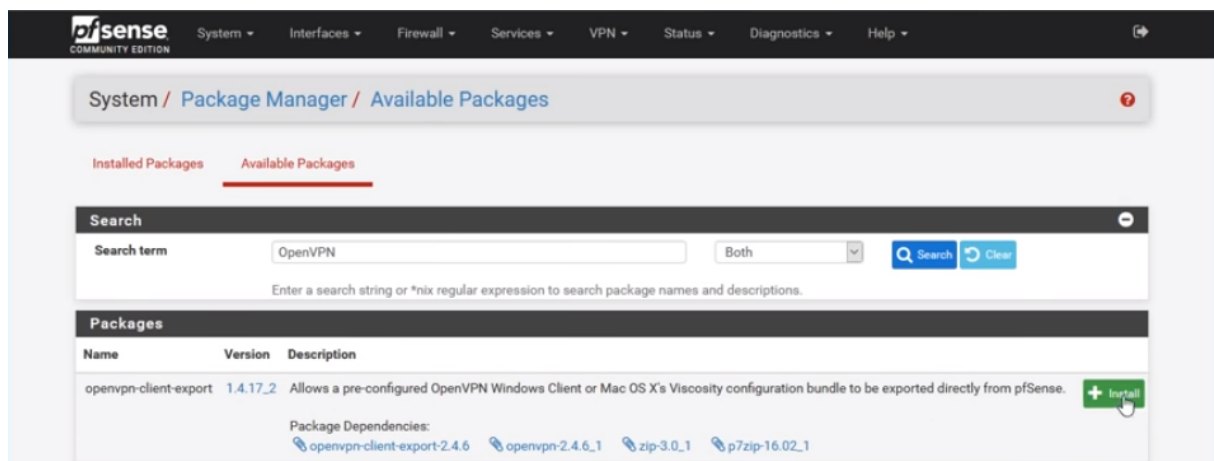 pfsense System Interfaces Firewall Services VPN Status Diagnostics Help
COMMUNITY EDITION
System / Package Manager / Available Packages
Installed Packages Available Packages
Search
Search term OpenVPN Both Search Clear
Enter a search string or *nix regular expression to search package names and descriptions.
Packages
Name Version Description
openvpn-client-export 1.4.17_2 Allows a pre-configured OpenVPN Windows Client or Mac OS X's Viscosity configuration bundle to be exported directly from pfSense. Install
Package Dependencies:
openvpn-client-export-2.4.6 openvpn-2.4.6_1 zip-3.0_1 p7zip-16.02_1